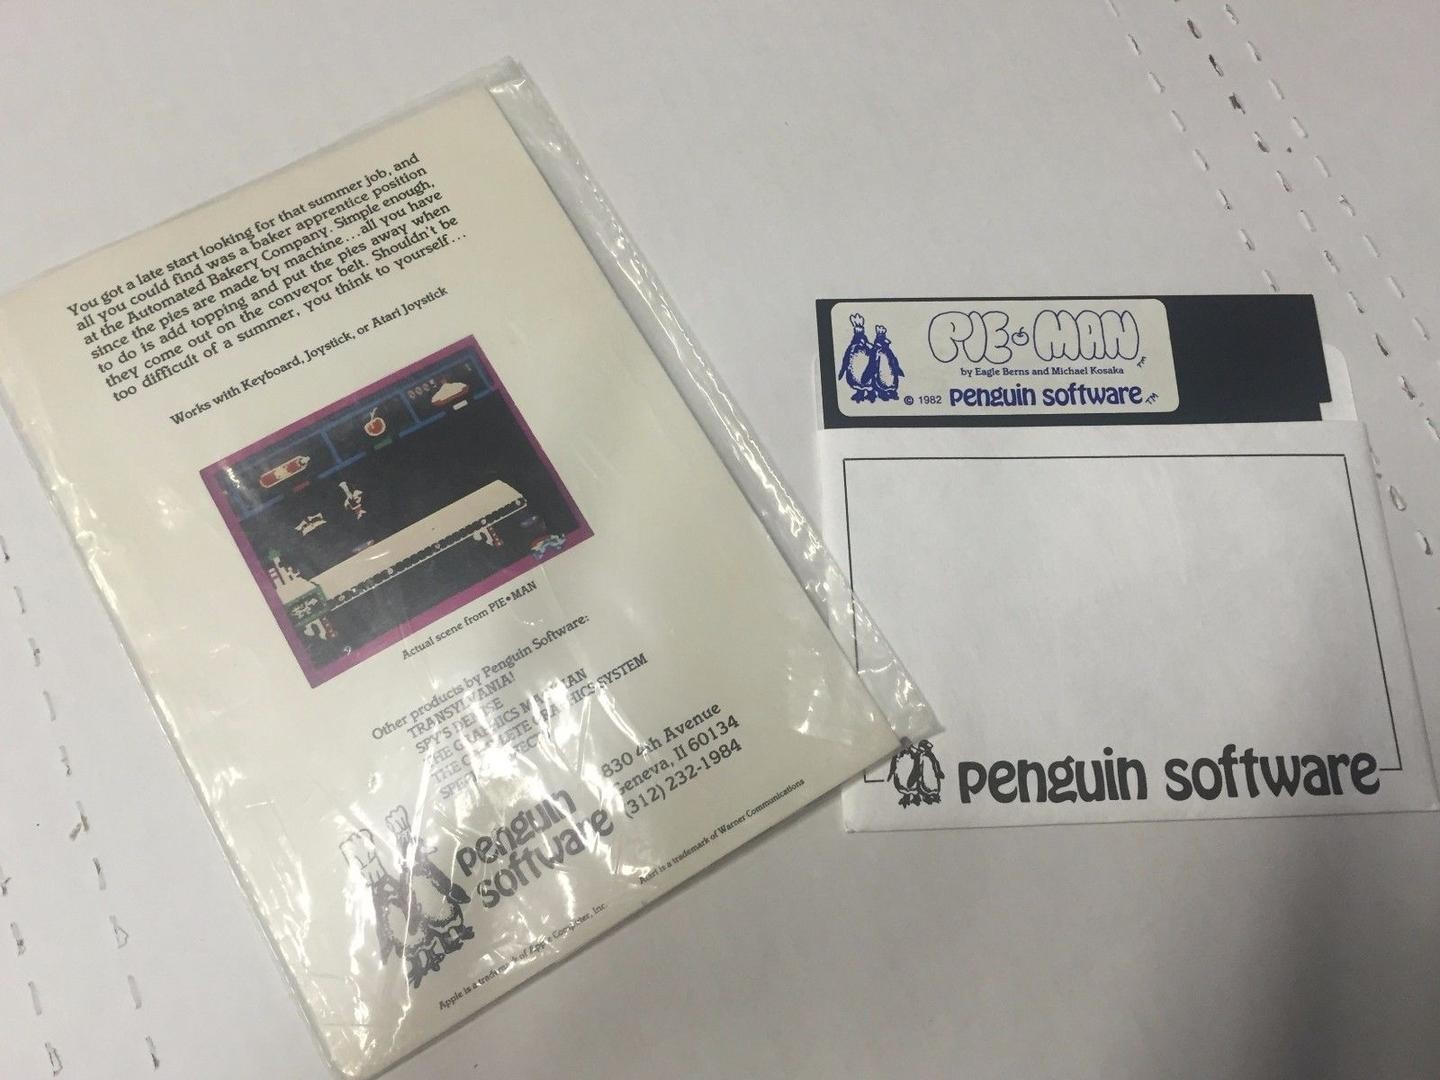 You got a late start looking for that summer job, and
all you could find was a baker apprentice position
at the Automated Bakery Company. Simple enough,
since the pies are made by machine...all you have
to do is add topping and put the pies away when
they come out on the conveyor belt. Shouldn't be
too difficult of a summer, you think to yourself...
Works with Keyboard, Joystick, or Atari Joystick
Actual scene from PIE•MAN
Other products by Penguin Software:
TRANSYLVANIA!
SPY'S DEMISE
THE GRAPHICS MAGICIAN
THE COMPLETE GRAPHICS SYSTEM
penguin
software
830 4th Avenue
Geneva, Il 60134
(312) 232-1984
Apple is a trademark of Apple Computer, Inc.
Atari is a trademark of Warner Communications
PIE•MAN™
by Eagle Berns and Michael Kosaka
© 1982 penguin software™
penguin software